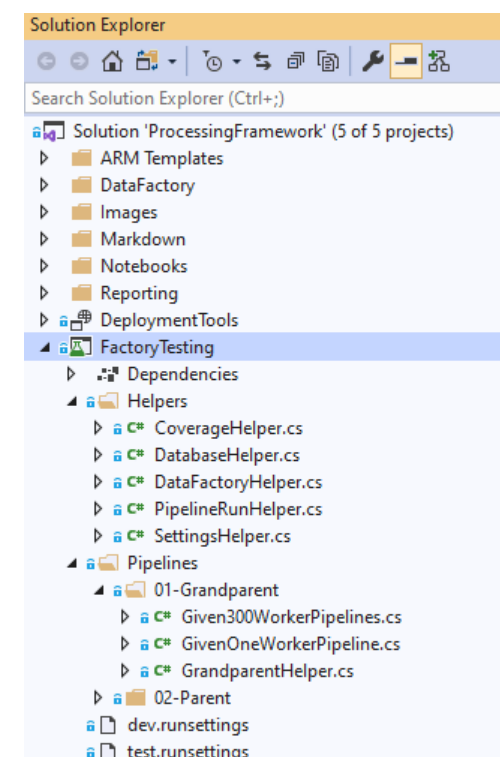 Solution Explorer
Search Solution Explorer (Ctrl+;)
Solution 'ProcessingFramework' (5 of 5 projects)
ARM Templates
DataFactory
Images
Markdown
Notebooks
Reporting
DeploymentTools
FactoryTesting
Dependencies
Helpers
C# CoverageHelper.cs
C# DatabaseHelper.cs
C# DataFactoryHelper.cs
C# PipelineRunHelper.cs
C# SettingsHelper.cs
Pipelines
01-Grandparent
C# Given300WorkerPipelines.cs
C# GivenOneWorkerPipeline.cs
C# GrandparentHelper.cs
02-Parent
dev.runsettings
test.runsettings